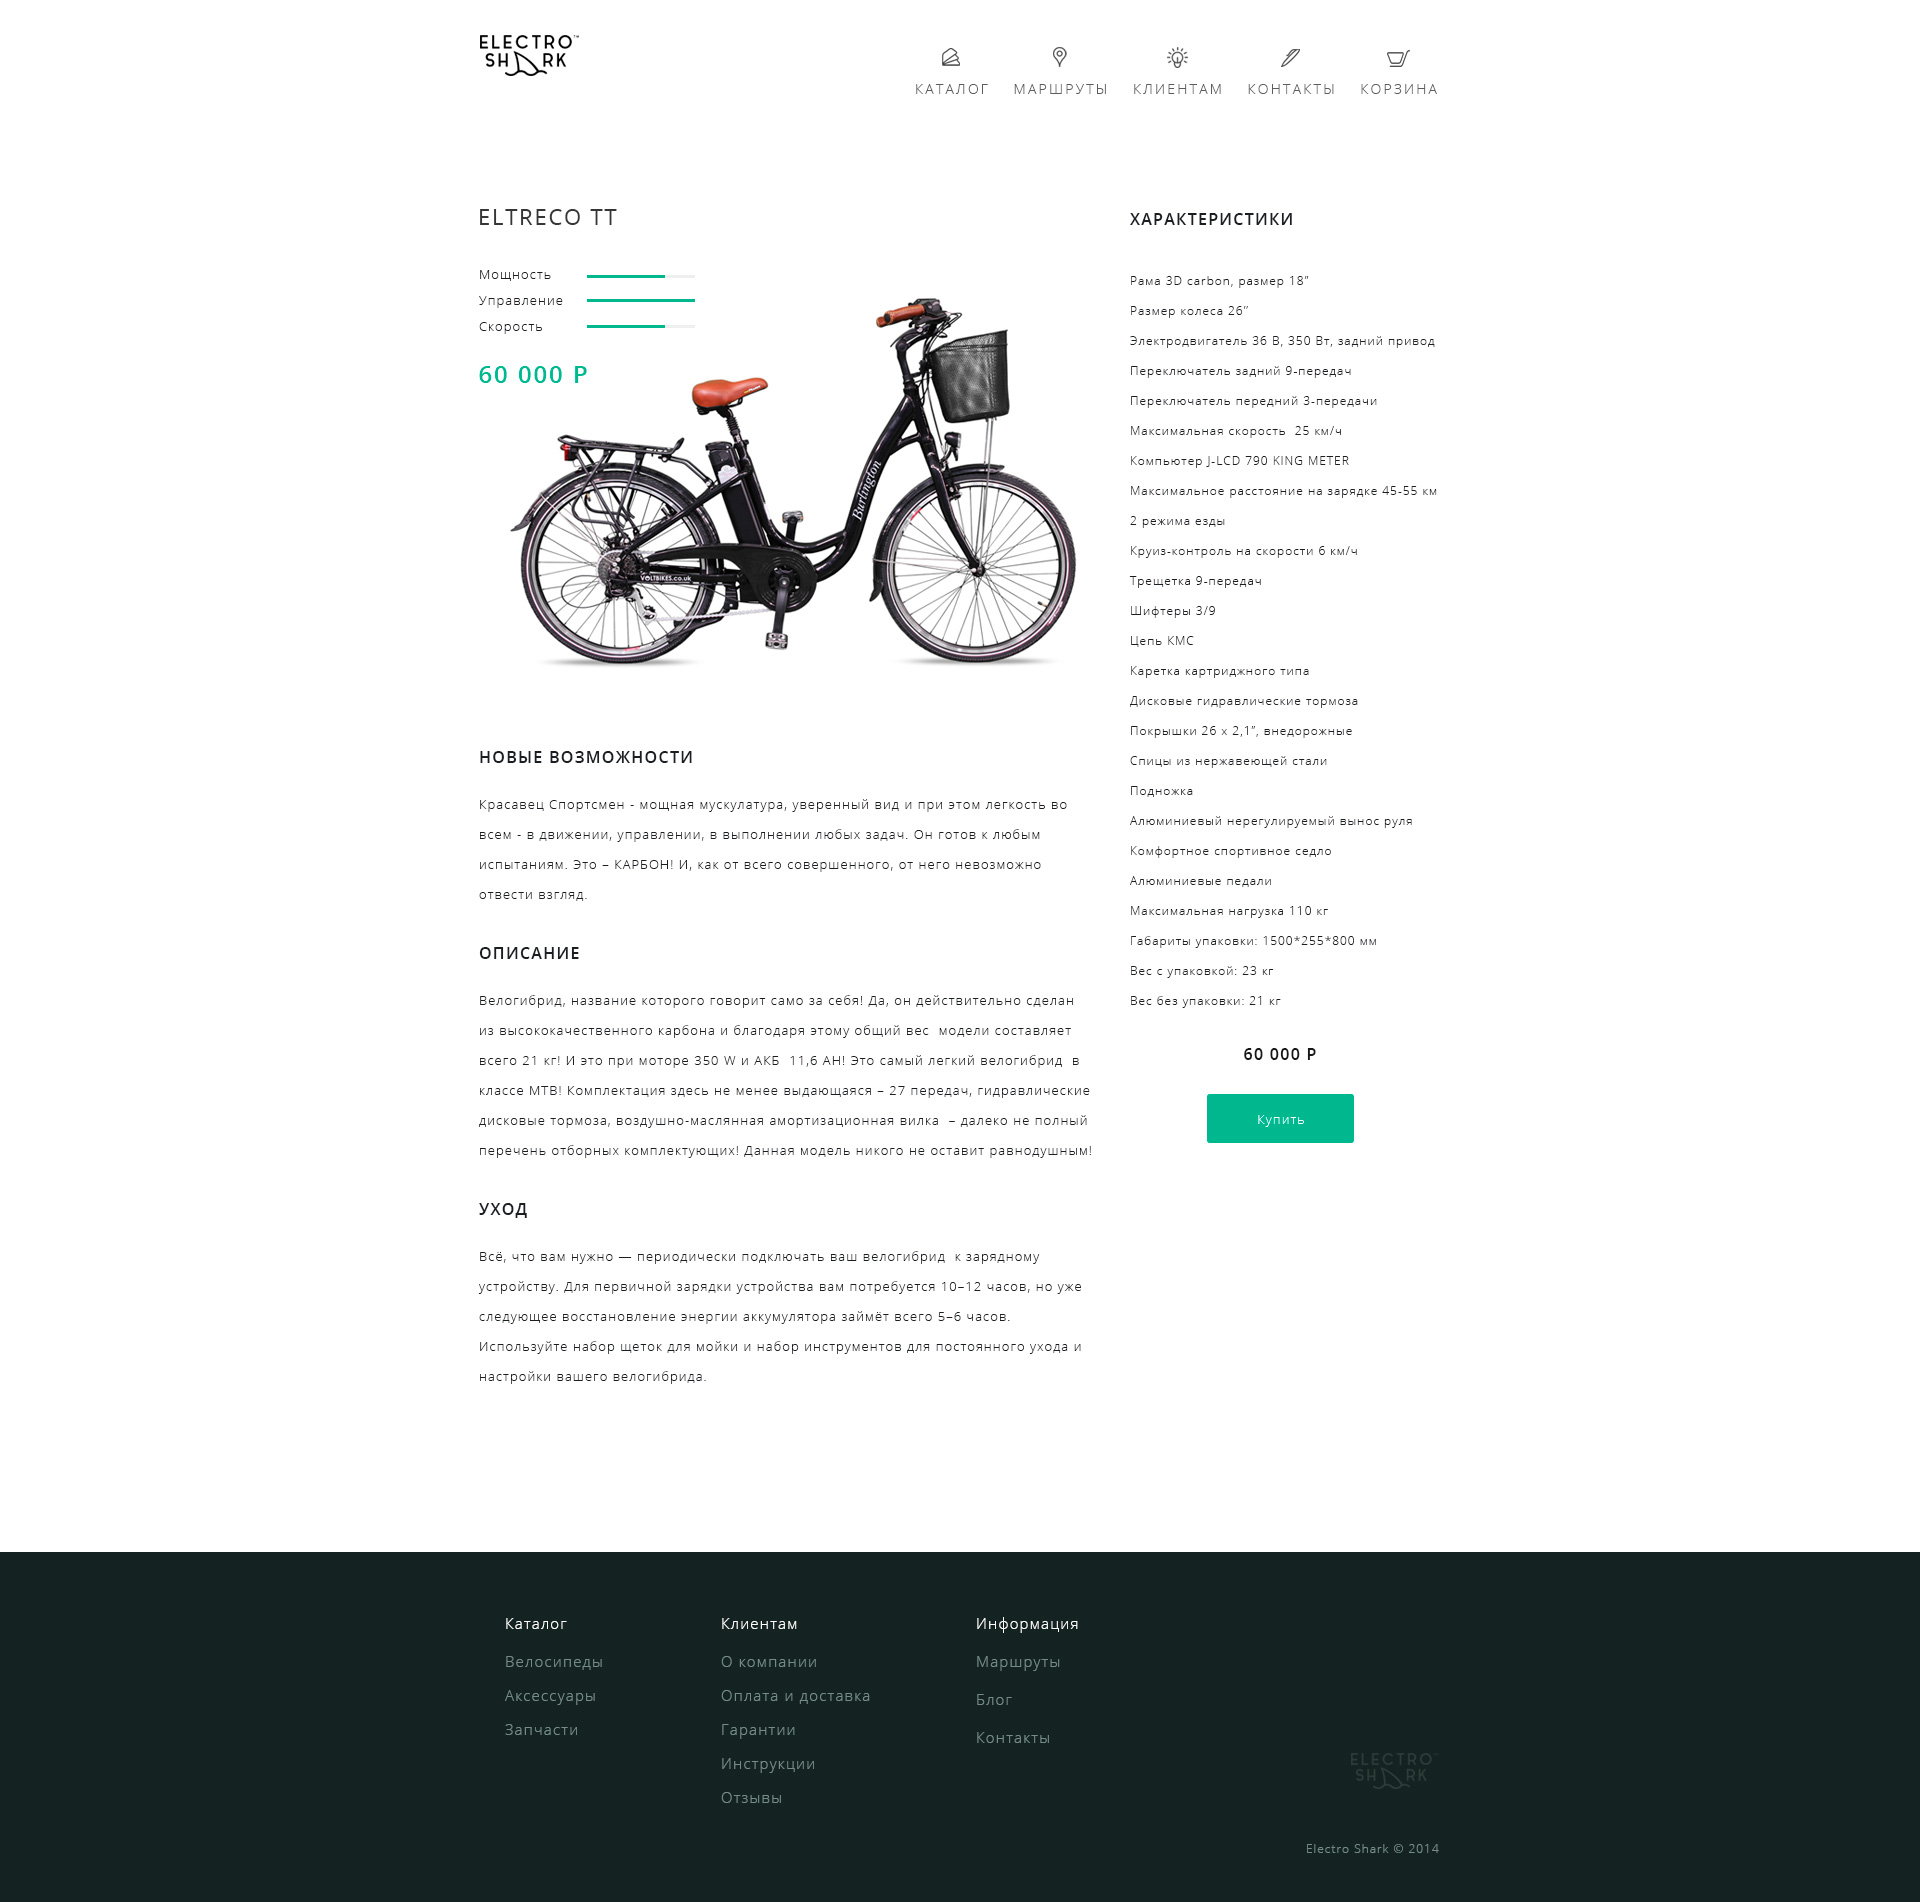 ELECTRO™
SHARK
КАТАЛОГ
МАРШРУТЫ
КЛИЕНТАМ
КОНТАКТЫ
КОРЗИНА
ELTRECO TT
Мощность
Управление
Скорость
60 000 Р
Burlington
VOLTBIKES.co.uk
НОВЫЕ ВОЗМОЖНОСТИ
Красавец Спортсмен - мощная мускулатура, уверенный вид и при этом легкость во
всем - в движении, управлении, в выполнении любых задач. Он готов к любым
испытаниям. Это – КАРБОН! И, как от всего совершенного, от него невозможно
отвести взгляд.
ОПИСАНИЕ
Велогибрид, название которого говорит само за себя! Да, он действительно сделан
из высококачественного карбона и благодаря этому общий вес  модели составляет
всего 21 кг! И это при моторе 350 W и АКБ  11,6 АН! Это самый легкий велогибрид  в
классе МТВ! Комплектация здесь не менее выдающаяся – 27 передач, гидравлические
дисковые тормоза, воздушно-маслянная амортизационная вилка  – далеко не полный
перечень отборных комплектующих! Данная модель никого не оставит равнодушным!
УХОД
Всё, что вам нужно — периодически подключать ваш велогибрид  к зарядному
устройству. Для первичной зарядки устройства вам потребуется 10–12 часов, но уже
следующее восстановление энергии аккумулятора займёт всего 5–6 часов.
Используйте набор щеток для мойки и набор инструментов для постоянного ухода и
настройки вашего велогибрида.
ХАРАКТЕРИСТИКИ
Рама 3D carbon, размер 18”
Размер колеса 26”
Электродвигатель 36 В, 350 Вт, задний привод
Переключатель задний 9-передач
Переключатель передний 3-передачи
Максимальная скорость  25 км/ч
Компьютер J-LCD 790 KING METER
Максимальное расстояние на зарядке 45-55 км
2 режима езды
Круиз-контроль на скорости 6 км/ч
Трещетка 9-передач
Шифтеры 3/9
Цепь КМС
Каретка картриджного типа
Дисковые гидравлические тормоза
Покрышки 26 х 2,1”, внедорожные
Спицы из нержавеющей стали
Подножка
Алюминиевый нерегулируемый вынос руля
Комфортное спортивное седло
Алюминиевые педали
Максимальная нагрузка 110 кг
Габариты упаковки: 1500*255*800 мм
Вес с упаковкой: 23 кг
Вес без упаковки: 21 кг
60 000 Р
Купить
Каталог
Велосипеды
Аксессуары
Запчасти
Клиентам
О компании
Оплата и доставка
Гарантии
Инструкции
Отзывы
Информация
Маршруты
Блог
Контакты
ELECTRO
SHARK
Electro Shark © 2014